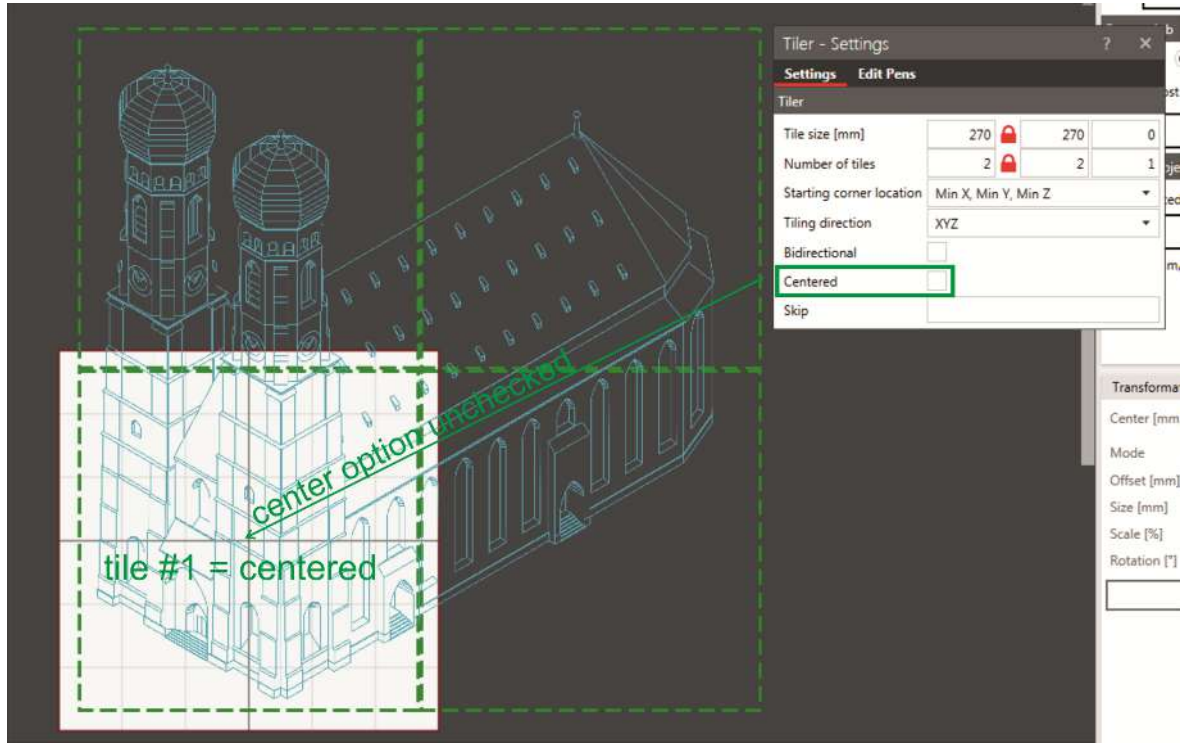 Tiler - Settings ? ×
Settings Edit Pens
Tiler
Tile size [mm] 270 270 0
Number of tiles 2 2 1
Starting corner location Min X, Min Y, Min Z
Tiling direction XYZ
Bidirectional
Centered
Skip
center option unchecked
tile #1 = centered
Transforma
Center [mm
Mode
Offset [mm]
Size [mm]
Scale [%]
Rotation [°]